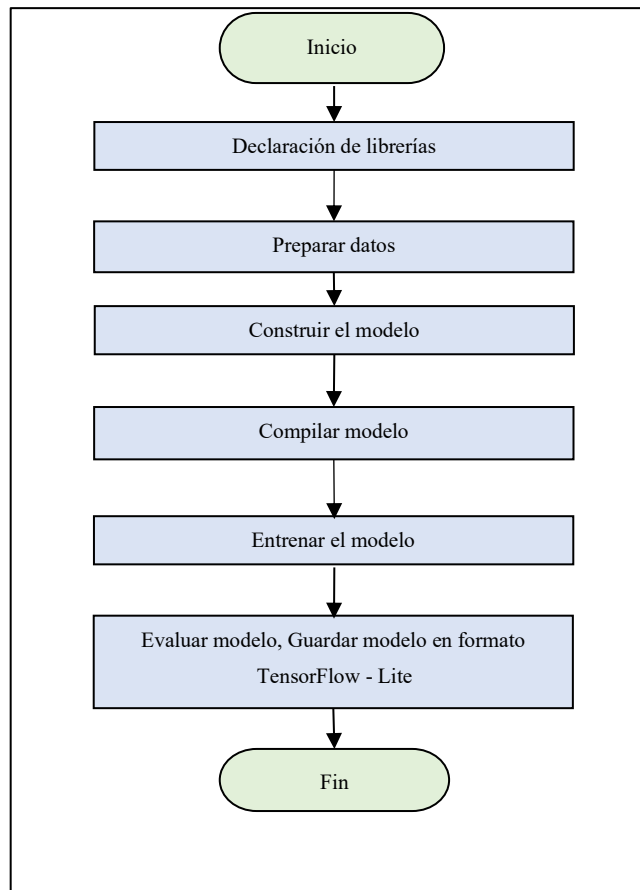 Inicio
Declaración de librerías
Preparar datos
Construir el modelo
Compilar modelo
Entrenar el modelo
Evaluar modelo, Guardar modelo en formato
TensorFlow - Lite
Fin